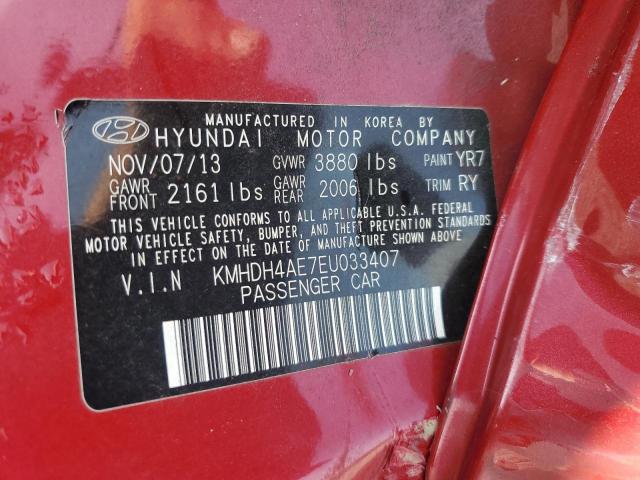 MANUFACTURED IN KOREA BY
HYUNDAI MOTOR COMPANY
NOV/07/13 GVWR 3880 lbs PAINT YR7
GAWR FRONT 2161 lbs GAWR REAR 2006 lbs TRIM RY
THIS VEHICLE CONFORMS TO ALL APPLICABLE U.S.A. FEDERAL
MOTOR VEHICLE SAFETY, BUMPER, AND THEFT PREVENTION STANDARDS
IN EFFECT ON THE DATE OF MANUFACTURE SHOWN ABOVE.
V.I.N KMHDH4AE7EU033407
PASSENGER CAR